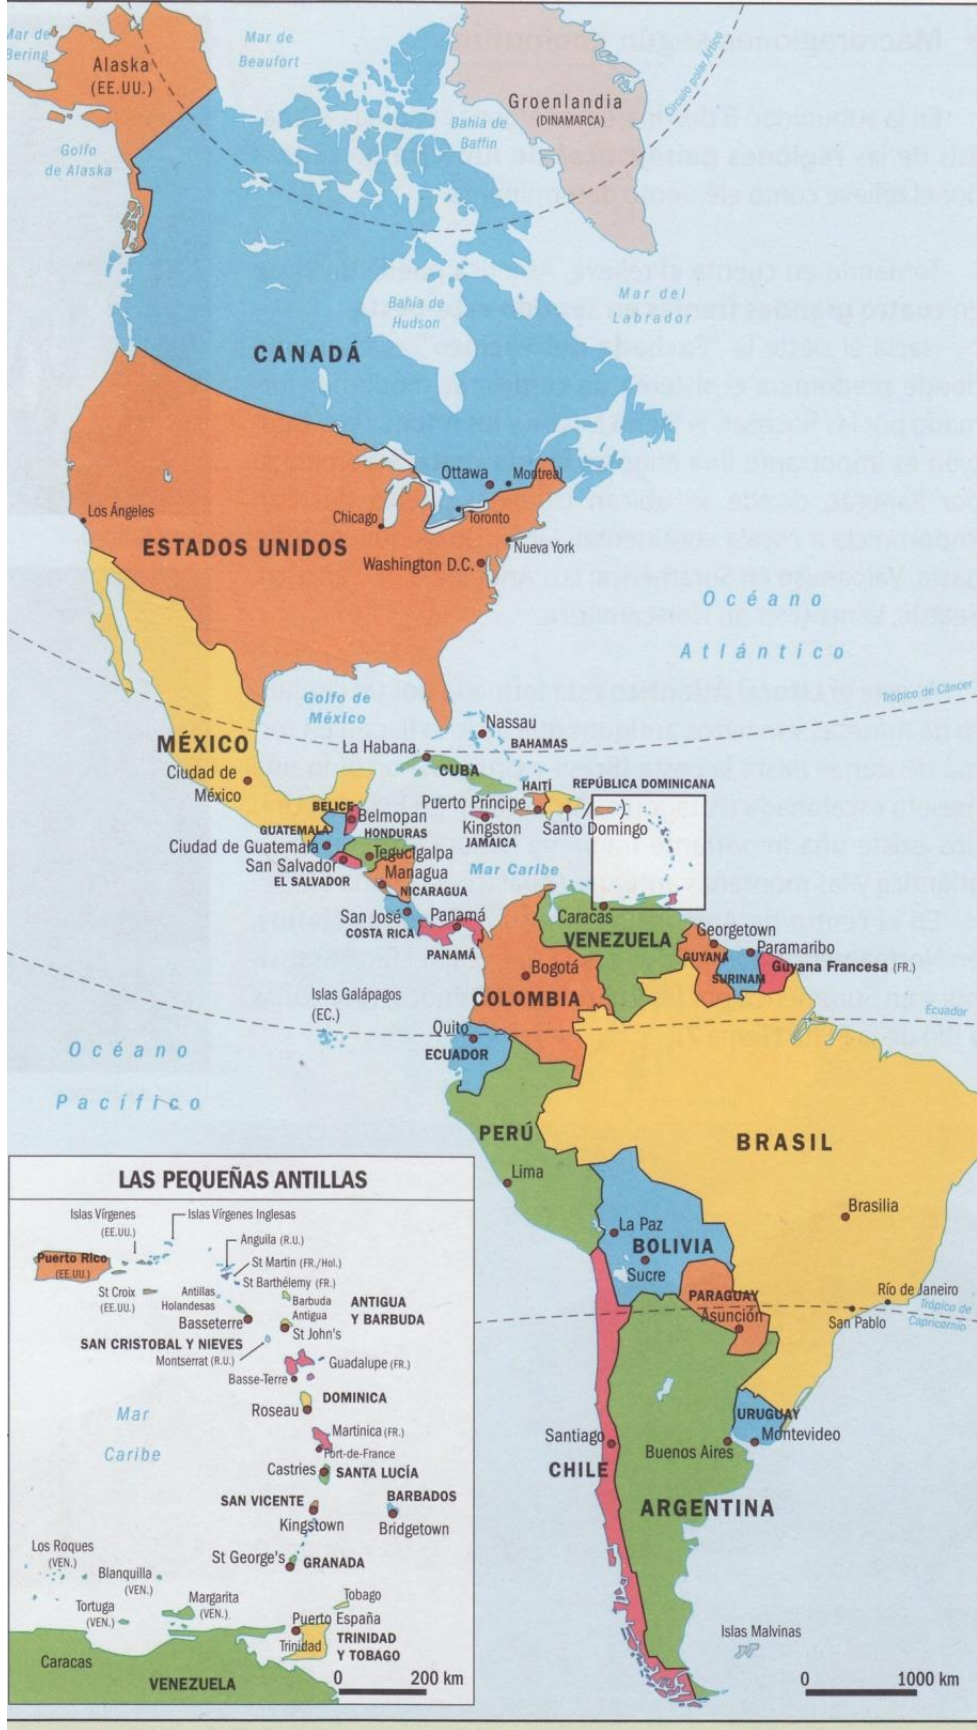 Mar de
Bering
Mar de
Beaufort
Alaska
(EE.UU.)
Groenlandia
(DINAMARCA)
Círculo polar Ártico
Bahía de
Baffin
Golfo
de Alaska
Bahía de
Hudson
Mar del
Labrador
CANADÁ
Ottawa
Montreal
Los Ángeles
Chicago
Toronto
ESTADOS UNIDOS
Nueva York
Washington D.C.
Océano
Atlántico
Golfo de
México
Trópico de Cáncer
Nassau
BAHAMAS
MÉXICO
La Habana
Ciudad de
México
CUBA
HAITÍ
REPÚBLICA DOMINICANA
BELICE
Belmopan
Puerto Príncipe
GUATEMALA
HONDURAS
Kingston
JAMAICA
Santo Domingo
Ciudad de Guatemala
Tegucigalpa
San Salvador
EL SALVADOR
Managua
NICARAGUA
Mar Caribe
San José
COSTA RICA
Panamá
PANAMÁ
Caracas
VENEZUELA
Georgetown
GUYANA
Paramaribo
SURINAM
Guyana Francesa (FR.)
Bogotá
COLOMBIA
Islas Galápagos
(EC.)
Ecuador
Quito
ECUADOR
Océano
Pacífico
PERÚ
BRASIL
Lima
Brasilia
La Paz
BOLIVIA
Sucre
PARAGUAY
Asunción
Río de Janeiro
San Pablo
Trópico de
Capricornio
URUGUAY
Santiago
Buenos Aires
Montevideo
CHILE
ARGENTINA
Islas Malvinas
0
1000 km
LAS PEQUEÑAS ANTILLAS
Islas Vírgenes
(EE.UU.)
Islas Vírgenes Inglesas
Puerto Rico
(EE.UU.)
Anguila (R.U.)
St Martin (FR./Hol.)
St Barthélemy (FR.)
St Croix
(EE.UU.)
Antillas
Holandesas
Barbuda
Antigua
ANTIGUA
Y BARBUDA
Basseterre
St John's
SAN CRISTOBAL Y NIEVES
Montserrat (R.U.)
Guadalupe (FR.)
Basse-Terre
DOMINICA
Roseau
Mar
Caribe
Martinica (FR.)
Port-de-France
Castries
SANTA LUCÍA
SAN VICENTE
Kingstown
BARBADOS
Bridgetown
St George's
GRANADA
Los Roques
(VEN.)
Blanquilla
(VEN.)
Tortuga
(VEN.)
Margarita
(VEN.)
Tobago
Puerto España
Trinidad
TRINIDAD
Y TOBAGO
Caracas
VENEZUELA
0
200 km